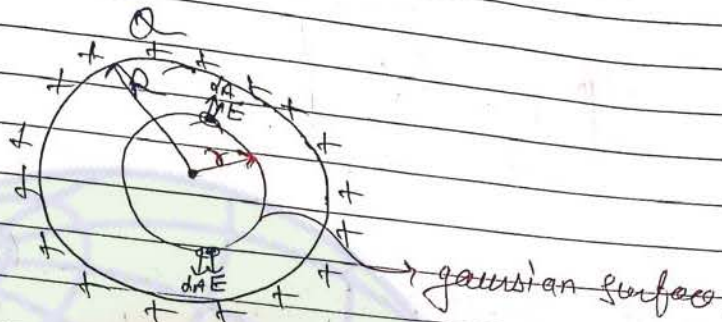 Q
+ + + + + + + + + + + + + + + + + +
R
dA
E
r
dA E
gaussian surface